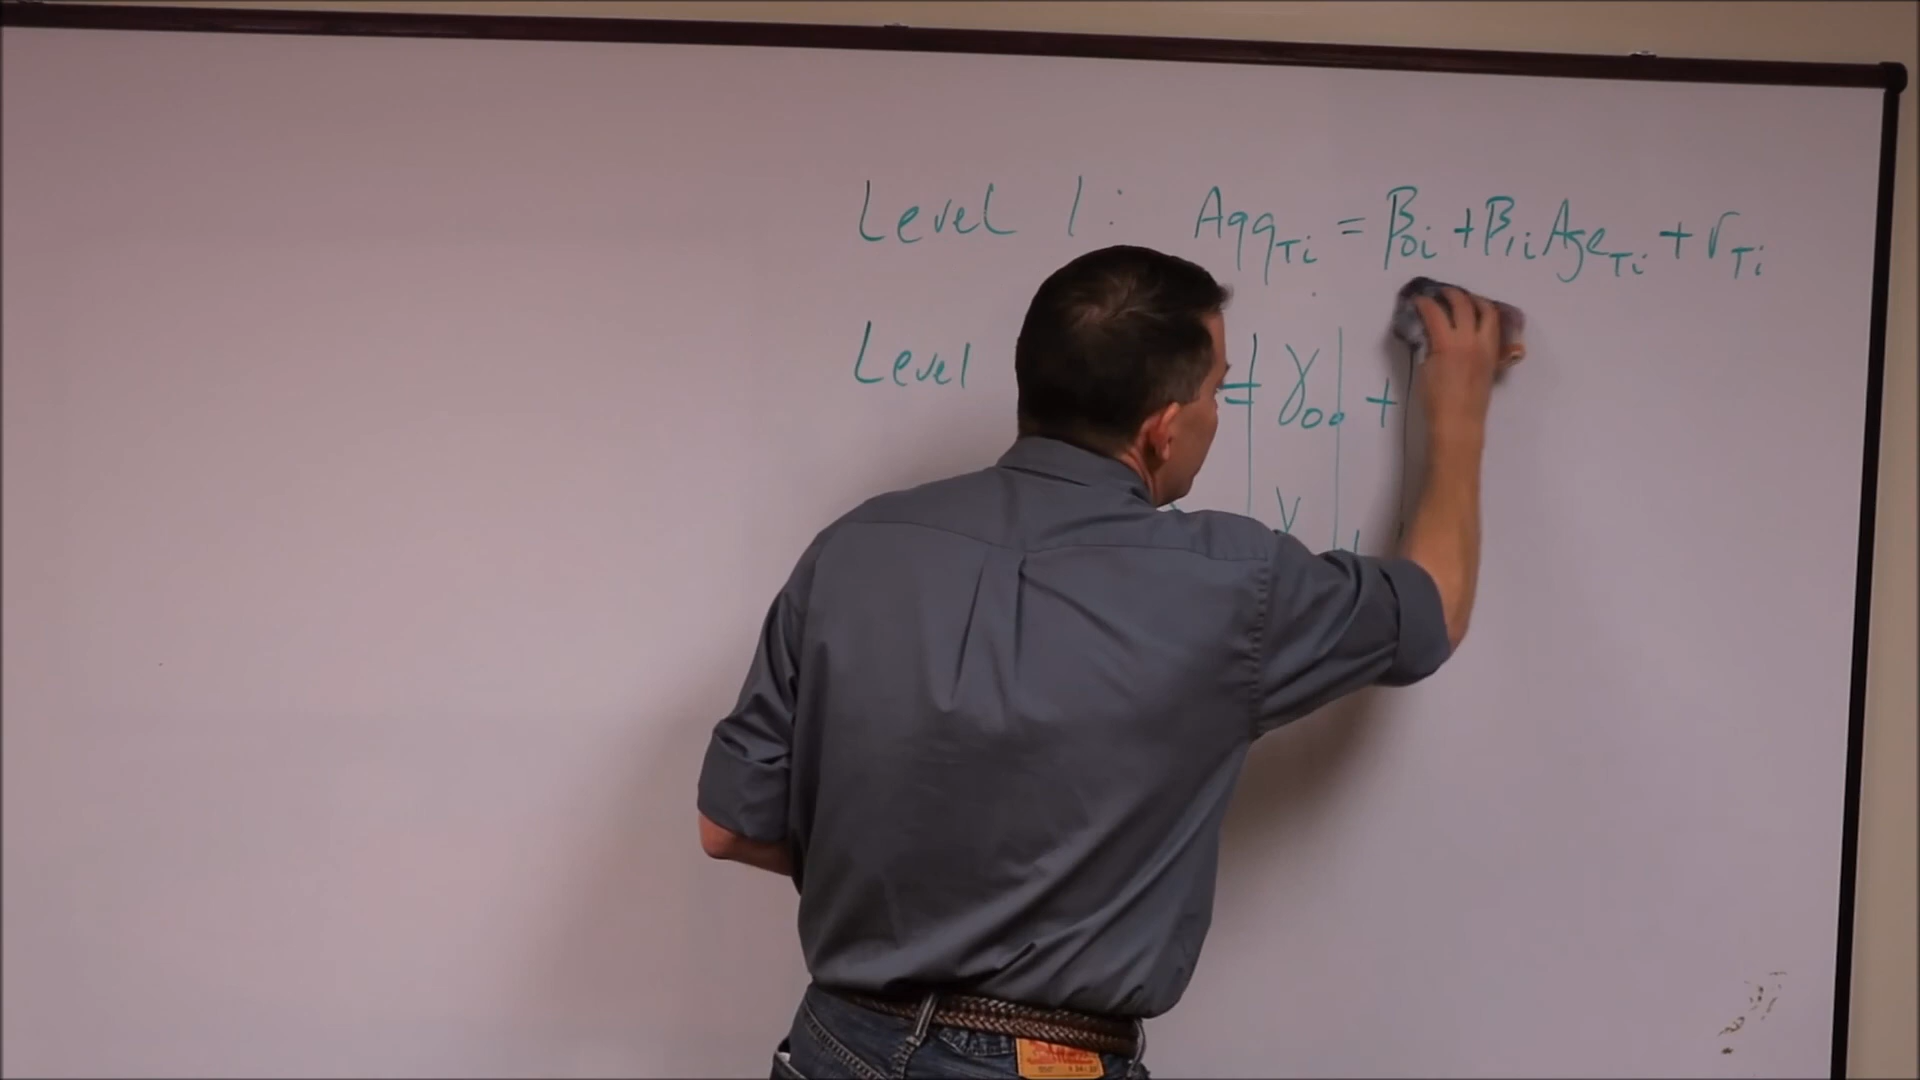 Level 1: Agg_Ti = β_0i + β_1i Age_Ti + r_Ti
Level = γ_00 +
γ